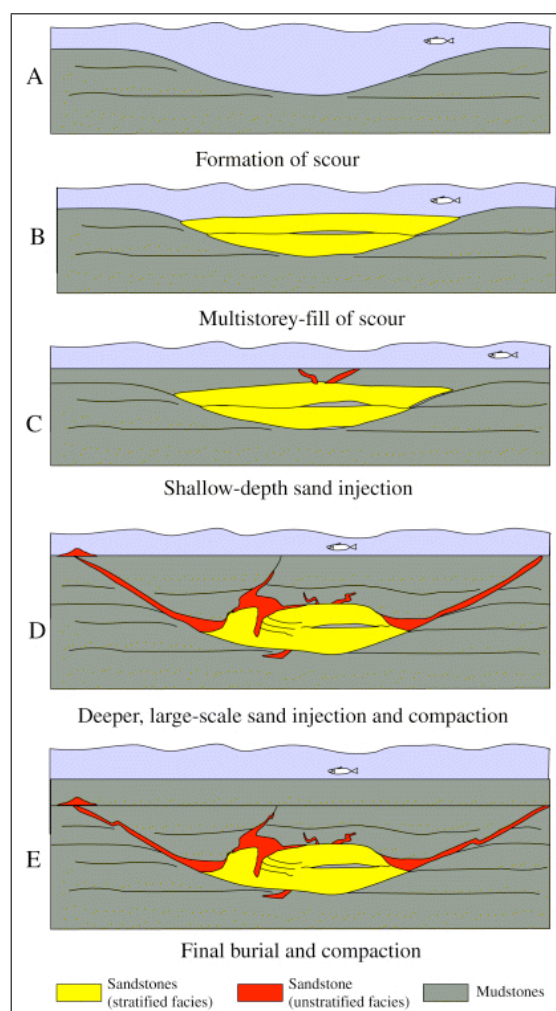 A
Formation of scour
B
Multistorey-fill of scour
C
Shallow-depth sand injection
D
Deeper, large-scale sand injection and compaction
E
Final burial and compaction
Sandstones
(stratified facies)
Sandstone
(unstratified facies)
Mudstones